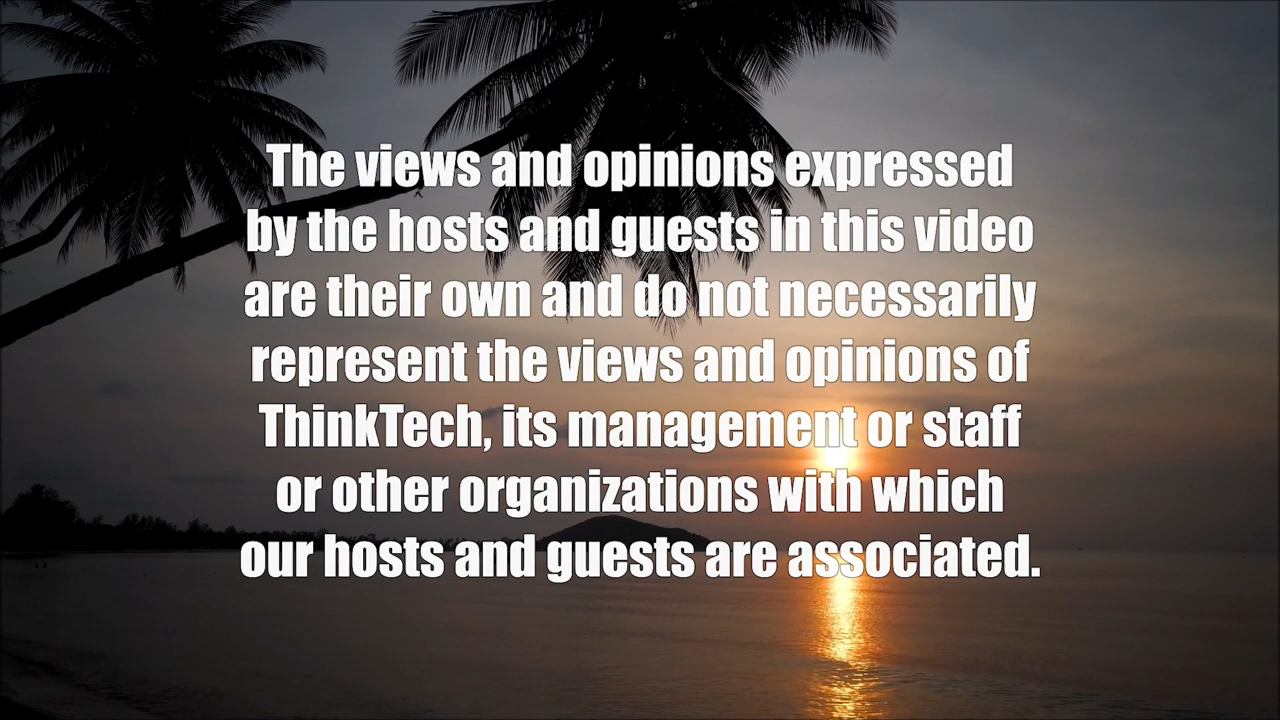 The views and opinions expressed
by the hosts and guests in this video
are their own and do not necessarily
represent the views and opinions of
ThinkTech, its management or staff
or other organizations with which
our hosts and guests are associated.